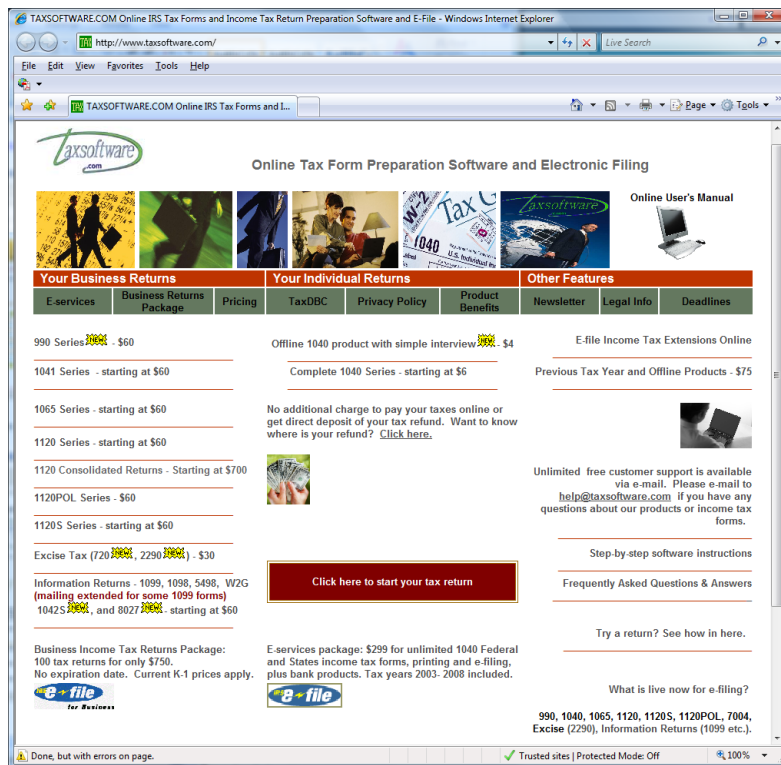 TAXSOFTWARE.COM Online IRS Tax Forms and Income Tax Return Preparation Software and E-File - Windows Internet Explorer
http://www.taxsoftware.com/
Live Search
File Edit View Favorites Tools Help
TAXSOFTWARE.COM Online IRS Tax Forms and I...
Page Tools
Taxsoftware
.com
Online Tax Form Preparation Software and Electronic Filing
W-2
Tax
1040
U.S. Individual
Taxsoftware
Online User's Manual
Your Business Returns Your Individual Returns Other Features
E-services Business Returns Package Pricing TaxDBC Privacy Policy Product Benefits Newsletter Legal Info Deadlines
990 Series NEW - $60
1041 Series - starting at $60
1065 Series - starting at $60
1120 Series - starting at $60
1120 Consolidated Returns - Starting at $700
1120POL Series - $60
1120S Series - starting at $60
Excise Tax (720 NEW, 2290 NEW) - $30
Information Returns - 1099, 1098, 5498, W2G
(mailing extended for some 1099 forms)
1042S NEW, and 8027 NEW - starting at $60
Business Income Tax Returns Package:
100 tax returns for only $750.
No expiration date. Current K-1 prices apply.
e-file
for Business
Offline 1040 product with simple interview NEW - $4
Complete 1040 Series - starting at $6
No additional charge to pay your taxes online or
get direct deposit of your tax refund. Want to know
where is your refund? Click here.
Click here to start your tax return
E-services package: $299 for unlimited 1040 Federal
and States income tax forms, printing and e-filing,
plus bank products. Tax years 2003- 2008 included.
IRS e-file
E-file Income Tax Extensions Online
Previous Tax Year and Offline Products - $75
Unlimited free customer support is available
via e-mail. Please e-mail to
help@taxsoftware.com if you have any
questions about our products or income tax
forms.
Step-by-step software instructions
Frequently Asked Questions & Answers
Try a return? See how in here.
What is live now for e-filing?
990, 1040, 1065, 1120, 1120S, 1120POL, 7004,
Excise (2290), Information Returns (1099 etc.).
Done, but with errors on page.
Trusted sites | Protected Mode: Off
100%